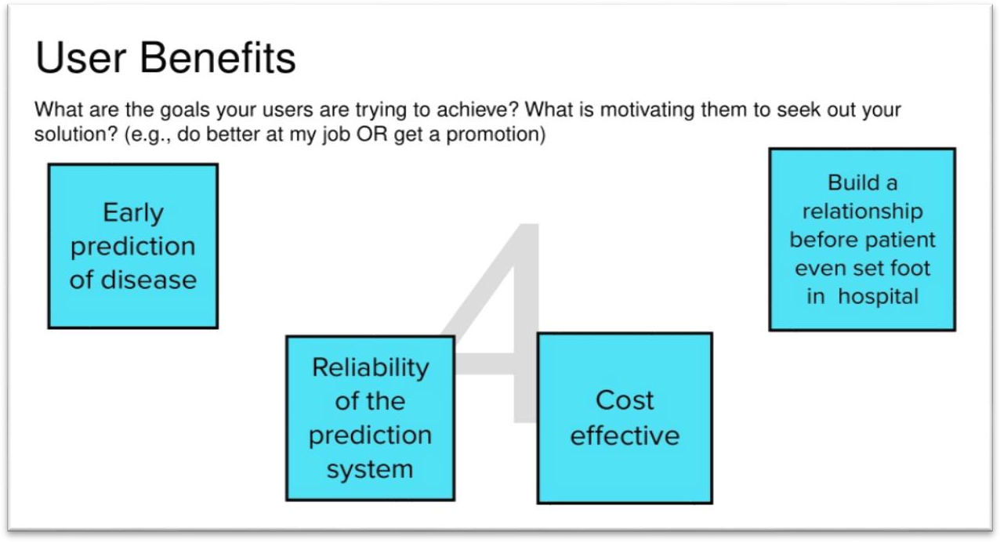 User Benefits
What are the goals your users are trying to achieve? What is motivating them to seek out your
solution? (e.g., do better at my job OR get a promotion)
Early
prediction
of disease
Build a
relationship
before patient
even set foot
in hospital
4
Reliability
of the
prediction
system
Cost
effective